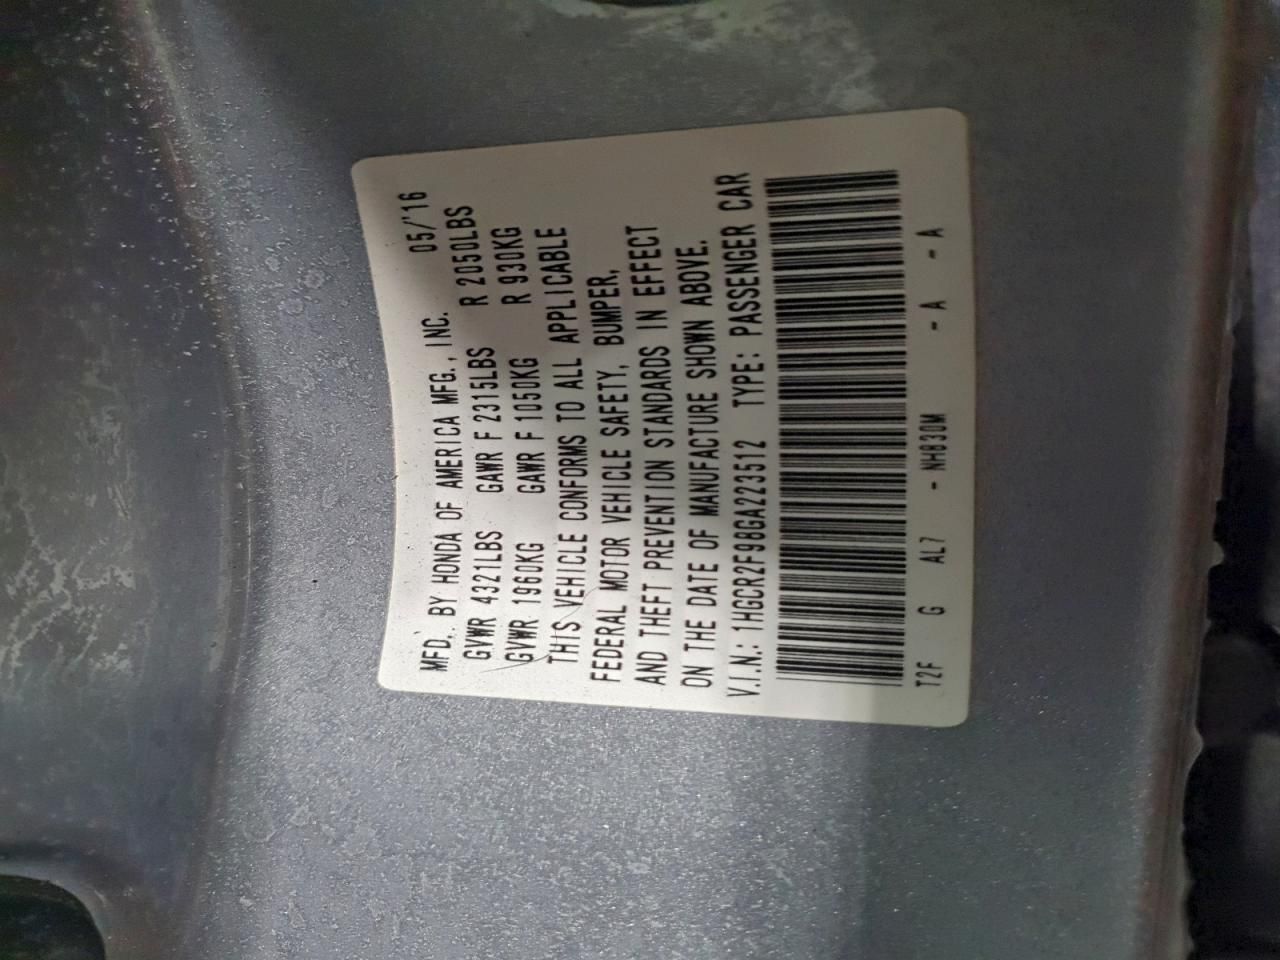 MFD. BY HONDA OF AMERICA MFG., INC. 05/'16
GVWR 4321LBS GAWR F 2315LBS R 2050LBS
GVWR 1960KG GAWR F 1050KG R 930KG
THIS VEHICLE CONFORMS TO ALL APPLICABLE
FEDERAL MOTOR VEHICLE SAFETY, BUMPER,
AND THEFT PREVENTION STANDARDS IN EFFECT
ON THE DATE OF MANUFACTURE SHOWN ABOVE.
V.I.N.: 1HGCR2F98GA223512 TYPE: PASSENGER CAR
T2F G AL7 - NH830M - A - A